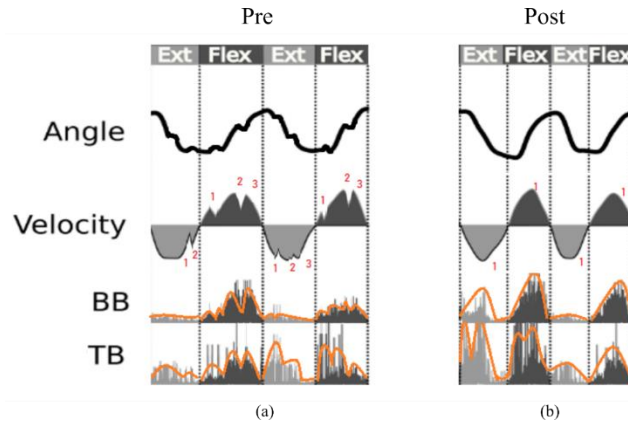 Pre Post
Ext Flex Ext Flex Ext Flex Ext Flex
Angle
Velocity
1 2 3 1 2 3 1 1
1 2 1 2 3 1 1
BB
TB
(a) (b)